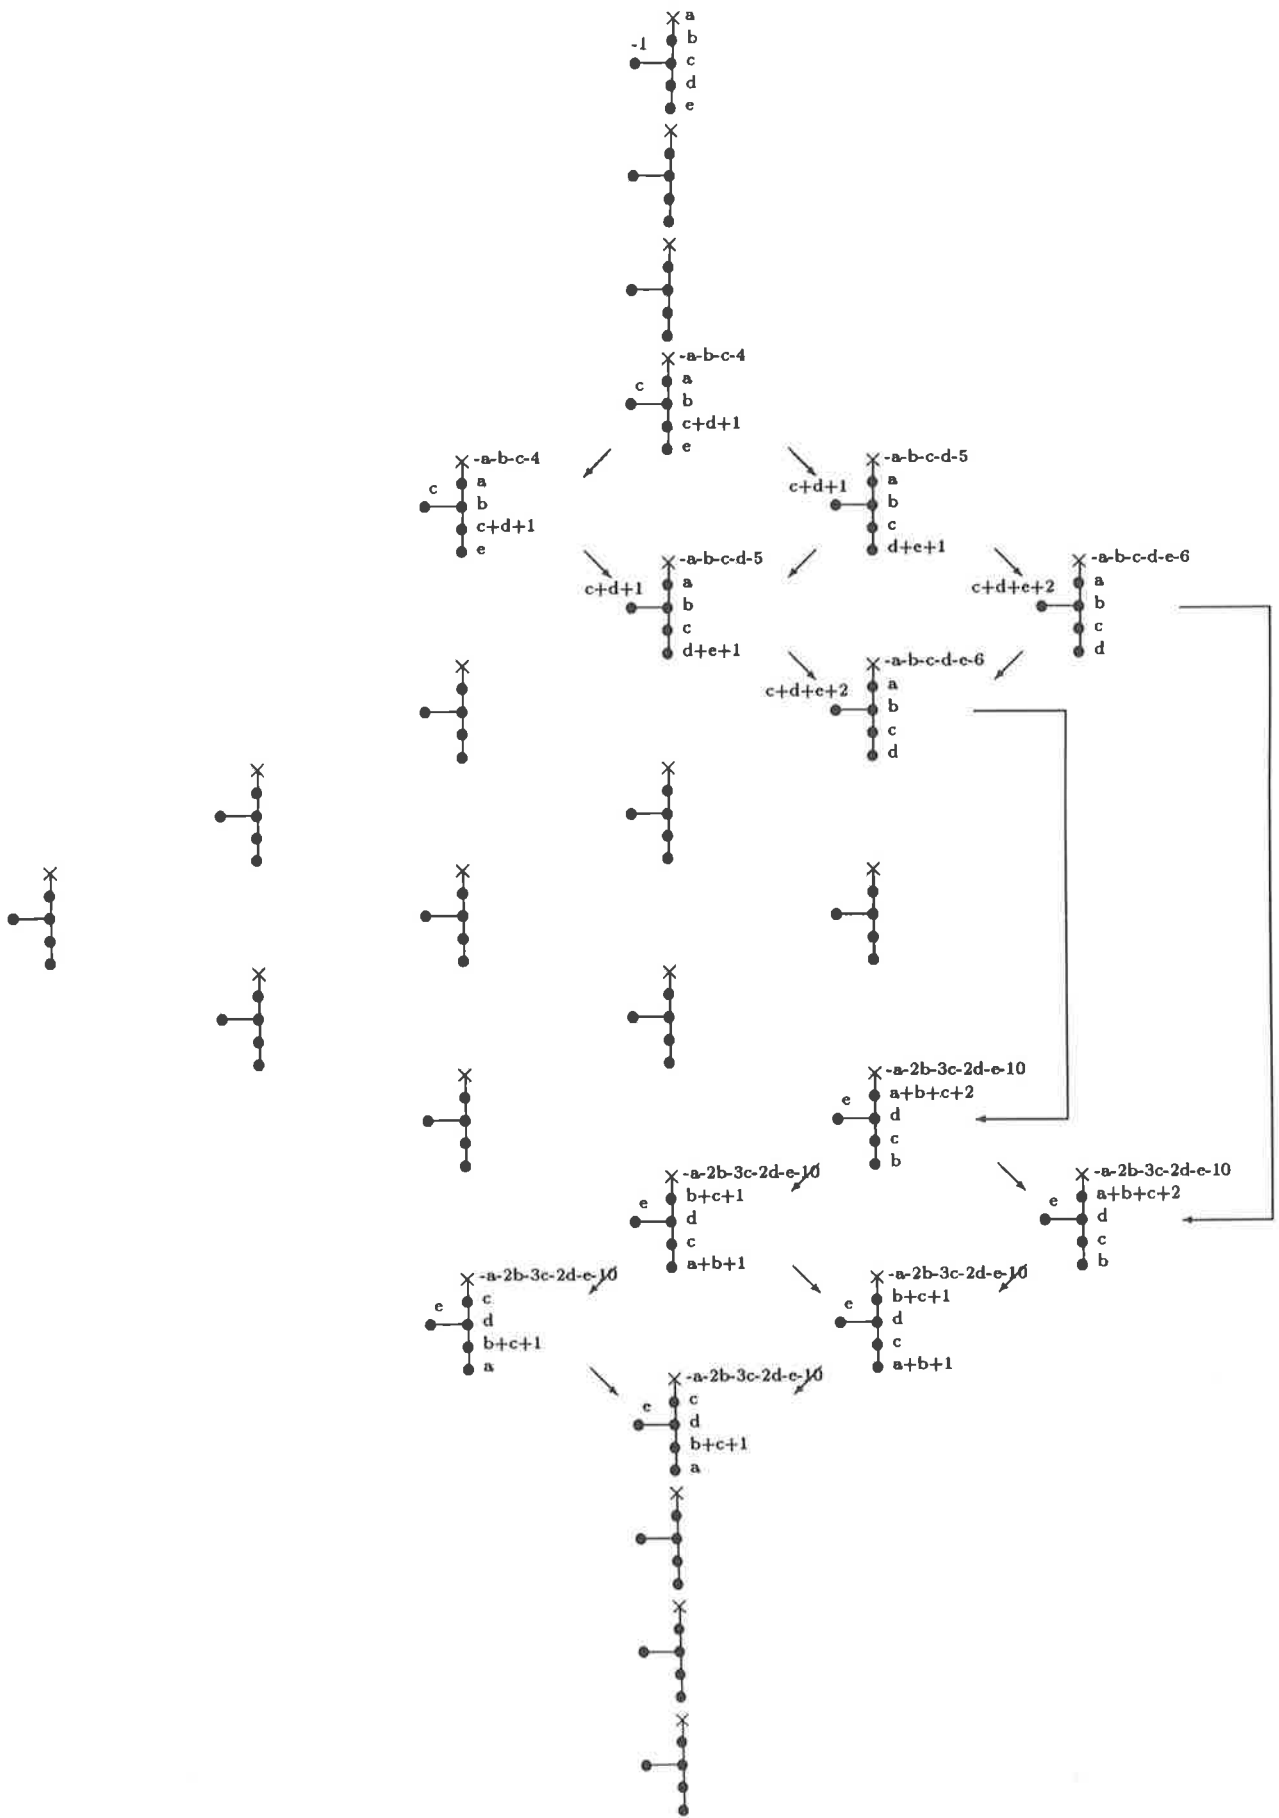 a
b
-1
c
d
e
-a-b-c-4
a
c
b
c+d+1
e
-a-b-c-4
a
c
b
c+d+1
e
-a-b-c-d-5
a
c+d+1
b
c
d+e+1
-a-b-c-d-5
a
c+d+1
b
c
d+e+1
-a-b-c-d-e-6
a
c+d+e+2
b
c
d
-a-b-c-d-e-6
a
c+d+e+2
b
c
d
-a-2b-3c-2d-e-10
a+b+c+2
e
d
c
b
-a-2b-3c-2d-e-10
b+c+1
e
d
c
a+b+1
-a-2b-3c-2d-e-10
a+b+c+2
e
d
c
b
-a-2b-3c-2d-e-10
c
e
d
b+c+1
a
-a-2b-3c-2d-e-10
b+c+1
e
d
c
a+b+1
-a-2b-3c-2d-e-10
c
e
d
b+c+1
a